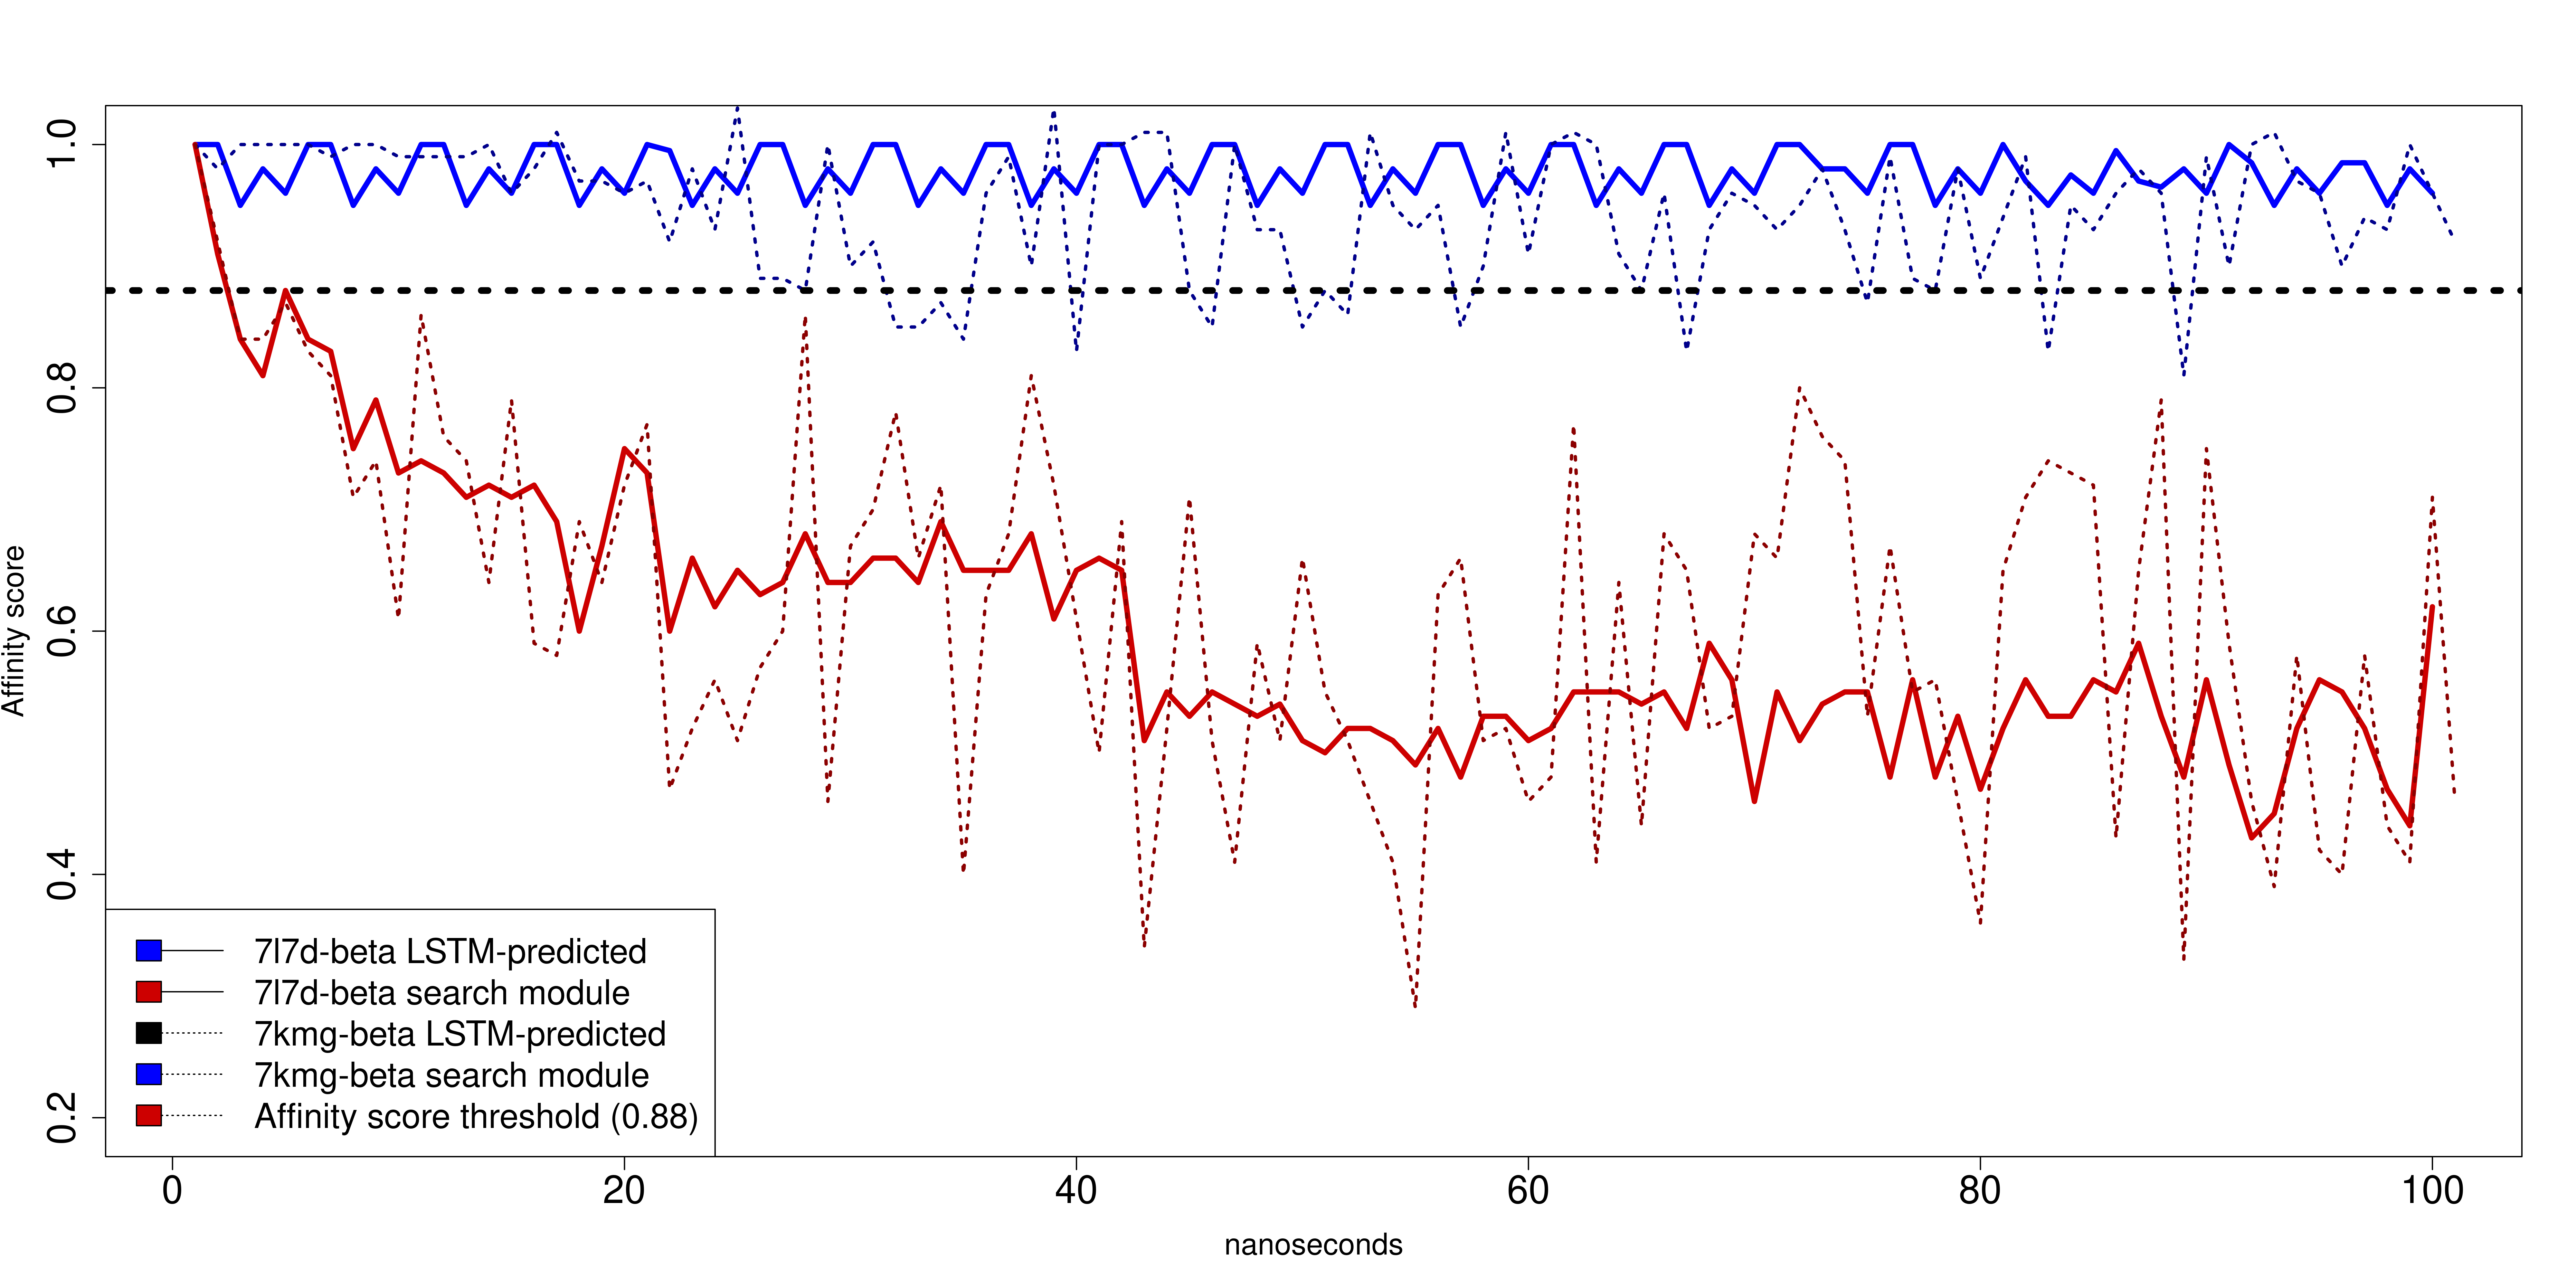 1.0
0.8
0.6
0.4
0.2
Affinity score
7l7d-beta LSTM-predicted
7l7d-beta search module
7kmg-beta LSTM-predicted
7kmg-beta search module
Affinity score threshold (0.88)
0 20 40 60 80 100
nanoseconds